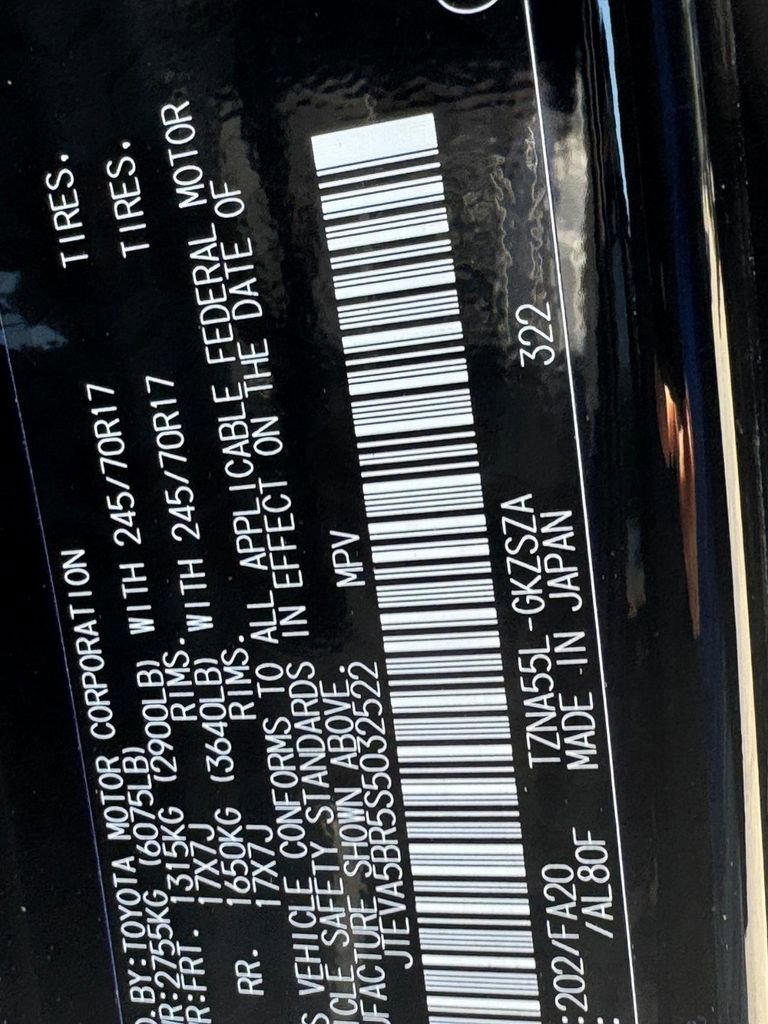 D.BY:TOYOTA MOTOR CORPORATION
WR:2755KG (6075LB)
R:FRT. 1315KG (2900LB) WITH 245/70R17 TIRES.
17X7J RIMS.
RR. 1650KG (3640LB) WITH 245/70R17 TIRES.
17X7J RIMS.
S VEHICLE CONFORMS TO ALL APPLICABLE FEDERAL MOTOR
ICLE SAFETY STANDARDS IN EFFECT ON THE DATE OF
UFACTURE SHOWN ABOVE.
JTEVA5BR5S5032522 MPV
:202/FA20 TZNA55L-GKZSZA 322
/AL80F MADE IN JAPAN